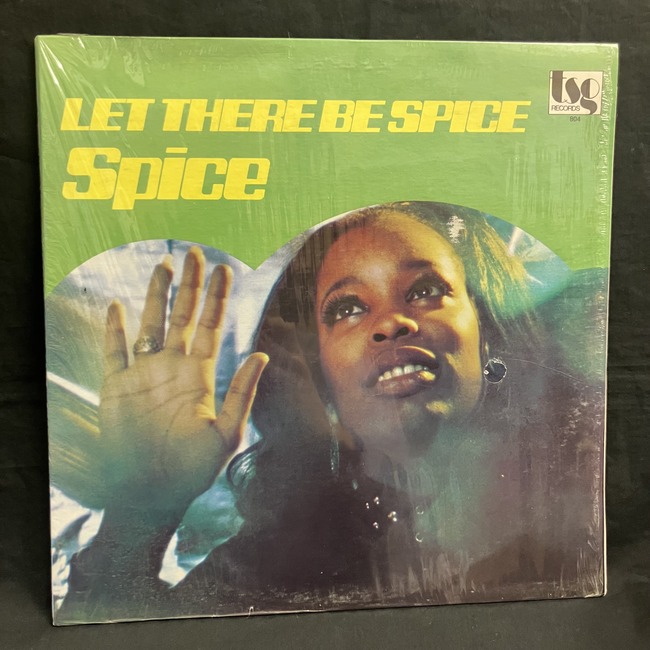 LET THERE BE SPICE
Spice
tsg
RECORDS
804